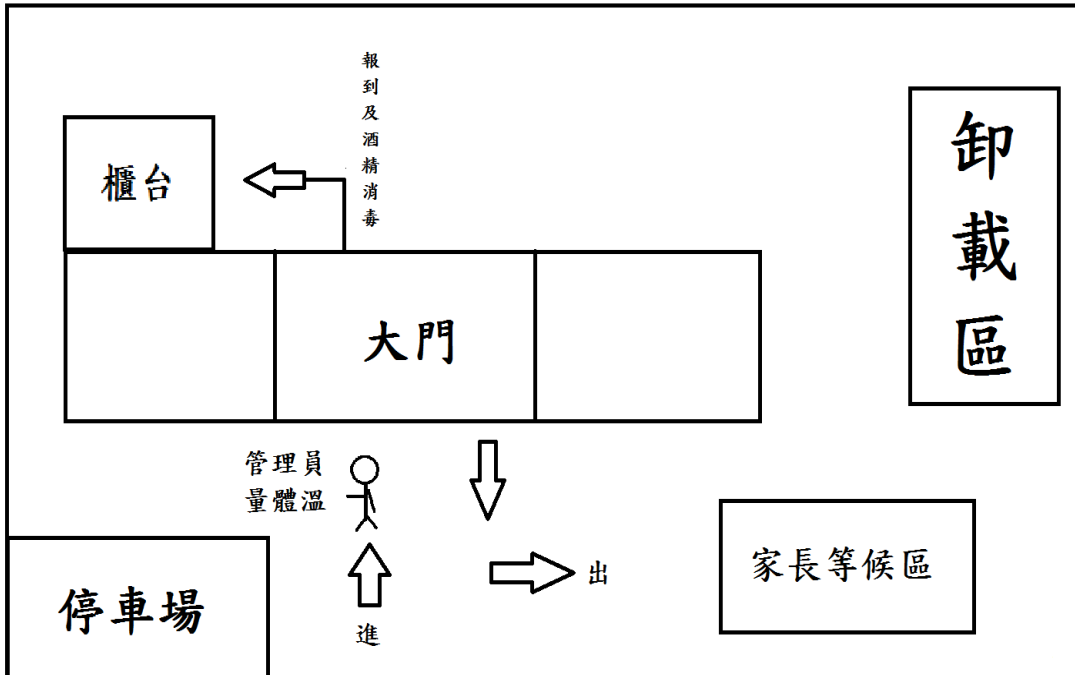 報到及酒精消毒
櫃台
卸載區
大門
管理員
量體溫
家長等候區
出
停車場
進